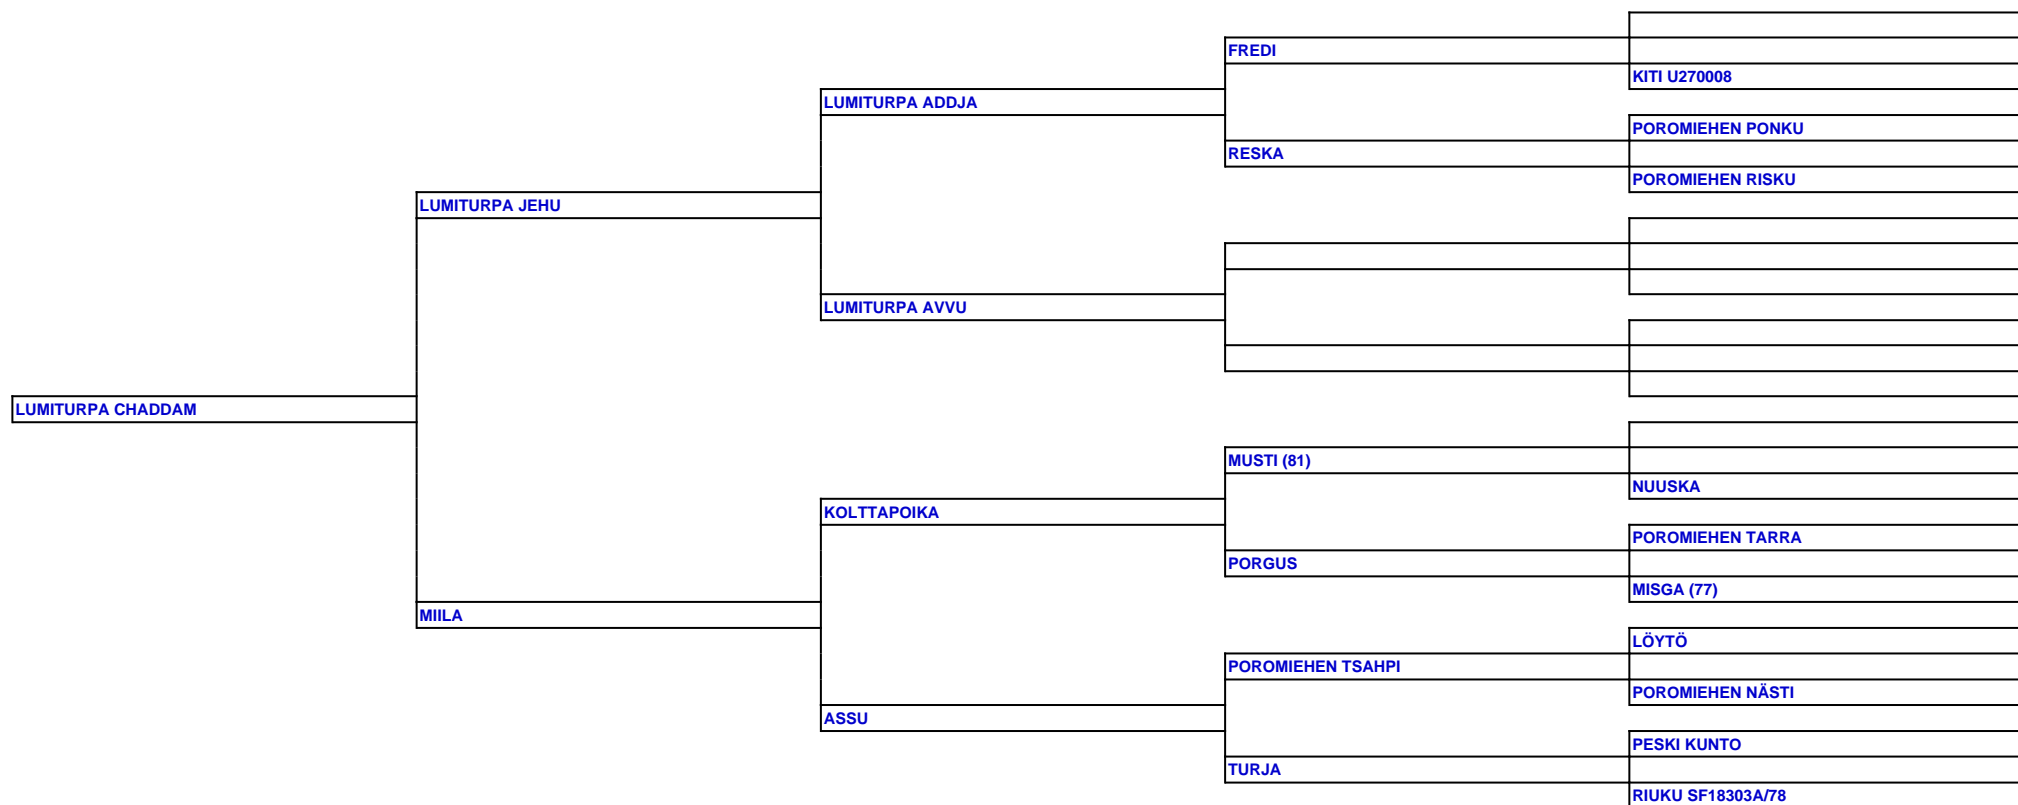 FREDI
KITI U270008
LUMITURPA ADDJA
POROMIEHEN PONKU
RESKA
POROMIEHEN RISKU
LUMITURPA JEHU
LUMITURPA AVVU
LUMITURPA CHADDAM
MUSTI (81)
NUUSKA
KOLTTAPOIKA
POROMIEHEN TARRA
PORGUS
MISGA (77)
MIILA
LÖYTÖ
POROMIEHEN TSAHPI
POROMIEHEN NÄSTI
ASSU
PESKI KUNTO
TURJA
RIUKU SF18303A/78